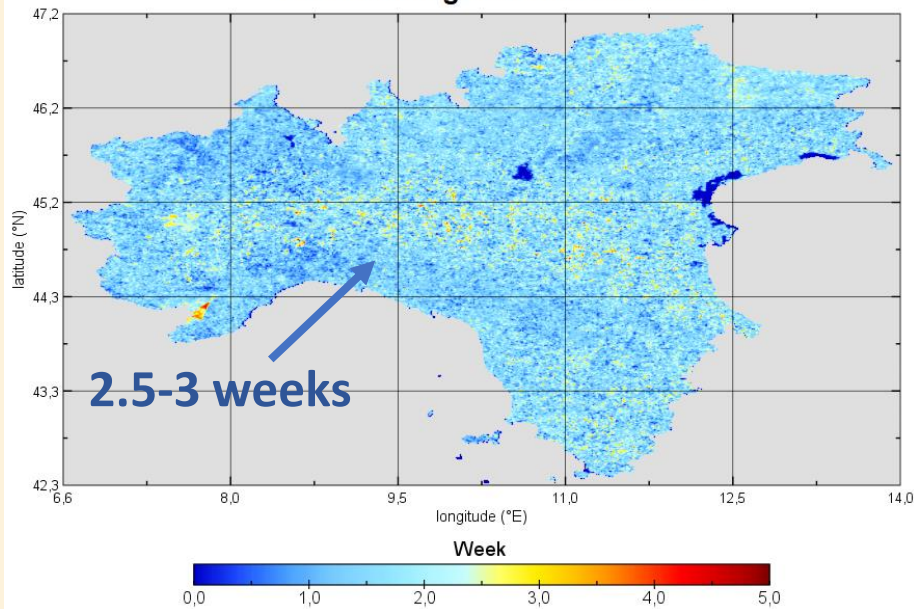 47,2
46,2
45,2
44,3
43,3
42,3
latitude (°N)
2.5-3 weeks
6,6 8,0 9,5 11,0 12,5 14,0
longitude (°E)
Week
0,0 1,0 2,0 3,0 4,0 5,0